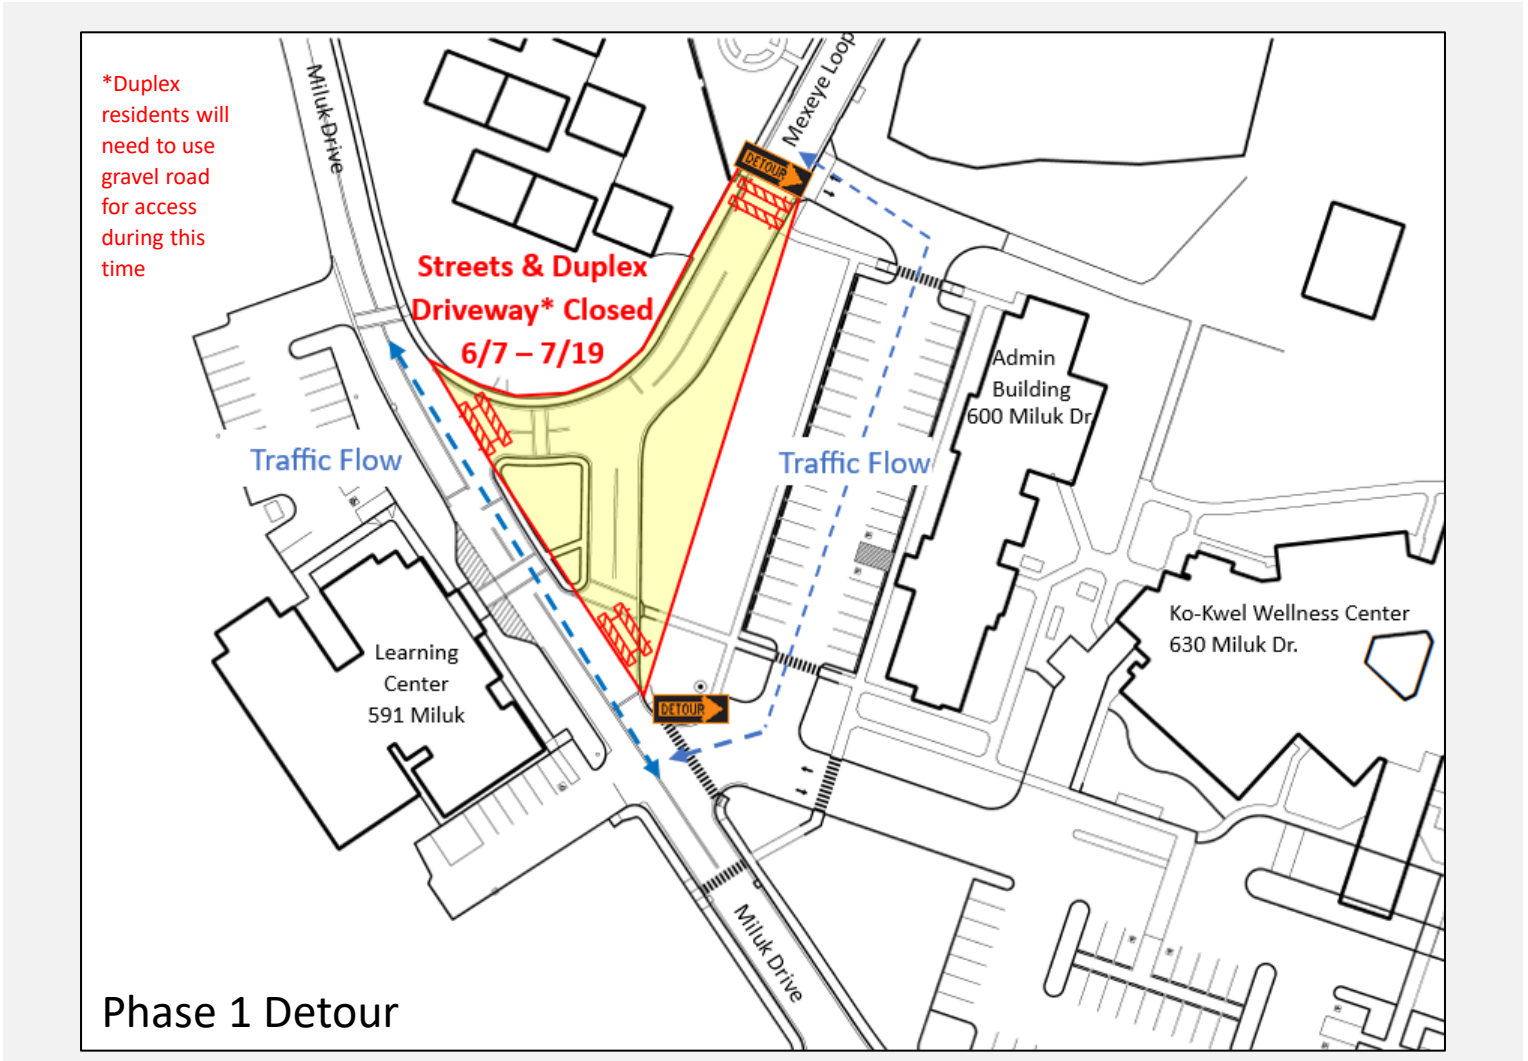 *Duplex
residents will
need to use
gravel road
for access
during this
time
Miluk Drive
Mexeye Loop
DETOUR
Streets & Duplex
Driveway* Closed
6/7 – 7/19
Traffic Flow
Traffic Flow
Admin
Building
600 Miluk Dr
Learning
Center
591 Miluk
DETOUR
Ko-Kwel Wellness Center
630 Miluk Dr.
Miluk Drive
Phase 1 Detour